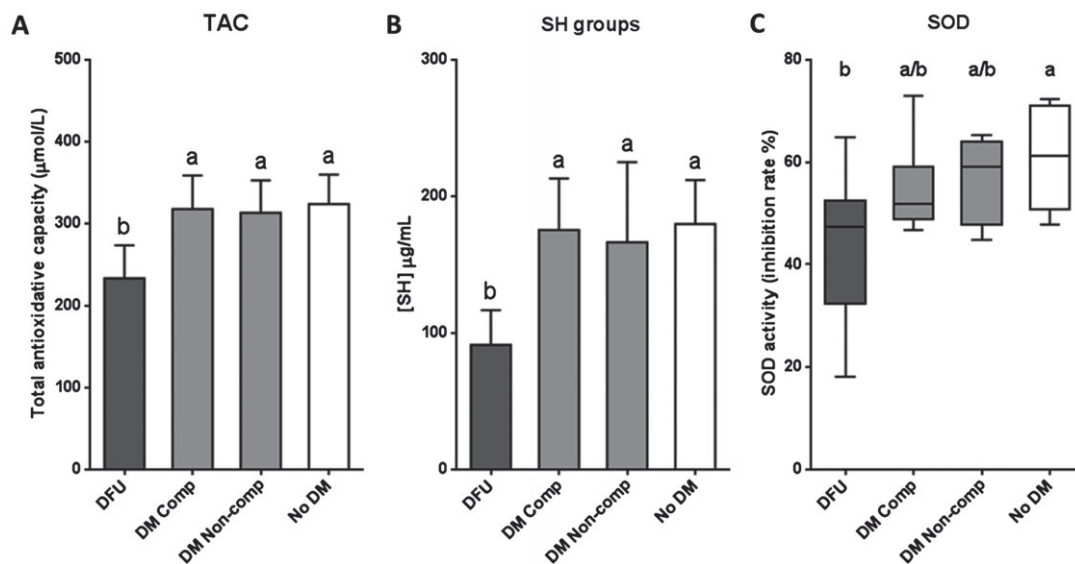 A
TAC
Total antioxidative capacity (µmol/L)
500
400
300
200
100
0
b
a
a
a
DFU
DM Comp
DM Non-comp
No DM
B
SH groups
[SH] µg/mL
300
200
100
0
b
a
a
a
DFU
DM Comp
DM Non-comp
No DM
C
SOD
SOD activity (inhibition rate %)
80
60
40
20
0
b
a/b
a/b
a
DFU
DM Comp
DM Non-comp
No DM